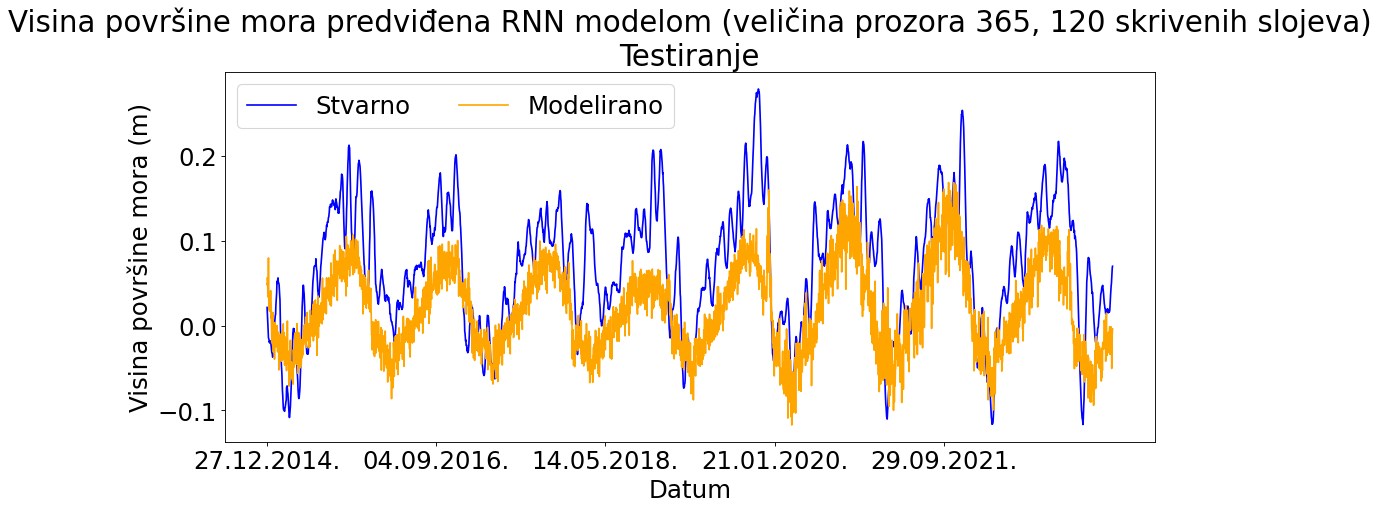 Visina površine mora predviđena RNN modelom (veličina prozora 365, 120 skrivenih slojeva)
Testiranje
Stvarno
Modelirano
Visina površine mora (m)
0.2
0.1
0.0
−0.1
27.12.2014.
04.09.2016.
14.05.2018.
21.01.2020.
29.09.2021.
Datum